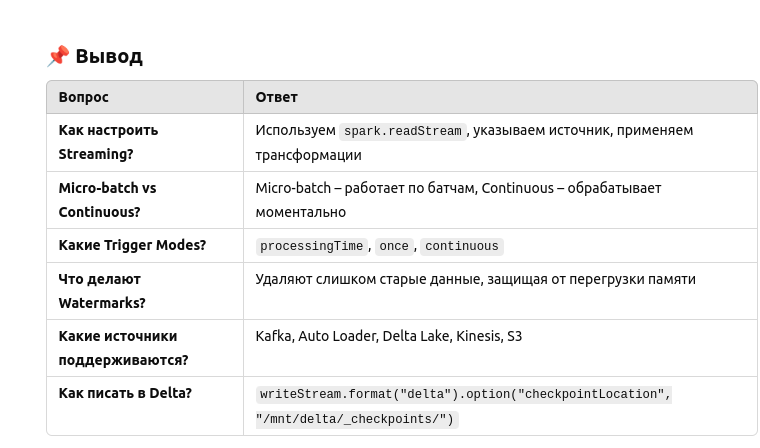 📌 Вывод
Вопрос Ответ
Как настроить Используем spark.readStream, указываем источник, применяем
Streaming? трансформации
Micro-batch vs Micro-batch – работает по батчам, Continuous – обрабатывает
Continuous? моментально
Какие Trigger Modes? processingTime, once, continuous
Что делают Удаляют слишком старые данные, защищая от перегрузки памяти
Watermarks?
Какие источники Kafka, Auto Loader, Delta Lake, Kinesis, S3
поддерживаются?
Как писать в Delta? writeStream.format("delta").option("checkpointLocation",
"/mnt/delta/_checkpoints/")